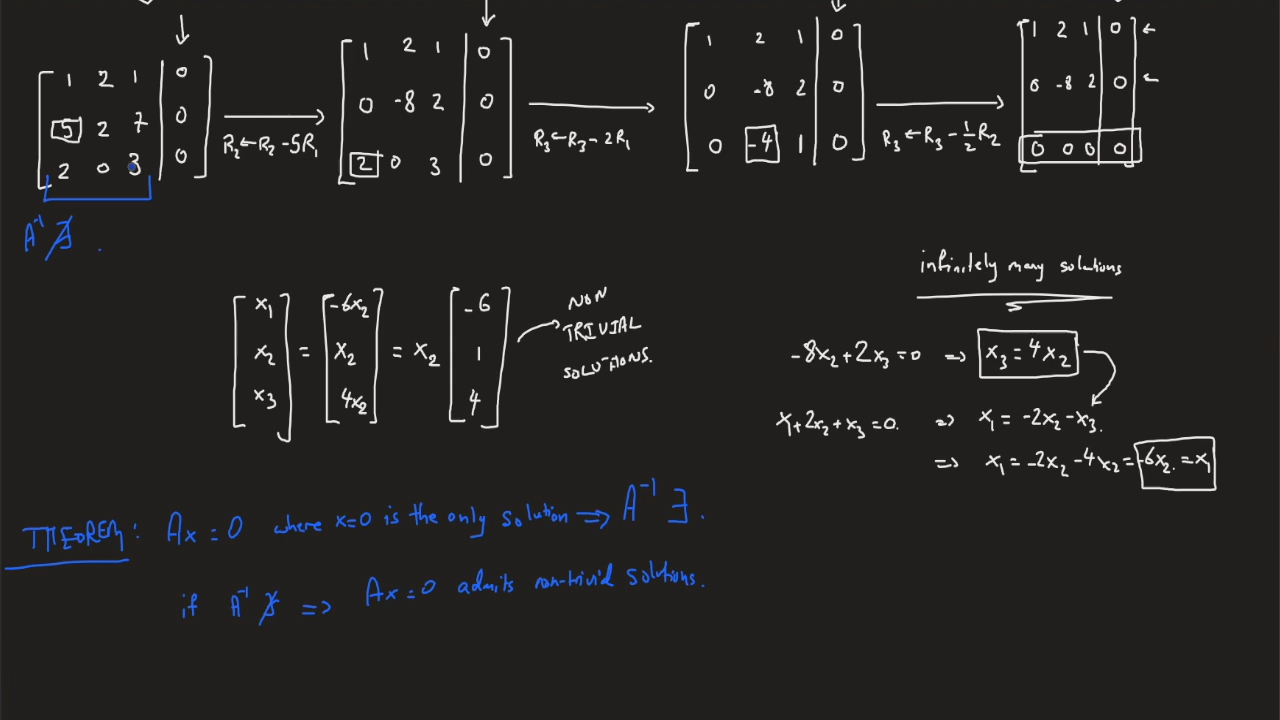 [ 1 2 1 | 0 ]
[ 5 2 7 | 0 ]
[ 2 0 3 | 0 ]
R₂ ← R₂ - 5R₁
[ 1 2 1 | 0 ]
[ 0 -8 2 | 0 ]
[ 2 0 3 | 0 ]
R₃ ← R₃ - 2R₁
[ 1 2 1 | 0 ]
[ 0 -8 2 | 0 ]
[ 0 -4 1 | 0 ]
R₃ ← R₃ - ½R₂
[ 1 2 1 | 0 ] ←
[ 0 -8 2 | 0 ] ←
[ 0 0 0 | 0 ]
A⁻¹ ∄ .
[ x₁ ] [ -6x₂ ] [ -6 ]
[ x₂ ] = [ x₂ ] = x₂ [ 1 ]
[ x₃ ] [ 4x₂ ] [ 4 ]
NON
TRIVIAL
SOLUTIONS.
infinitely many solutions
-8x₂ + 2x₃ = 0 => x₃ = 4x₂
x₁ + 2x₂ + x₃ = 0. => x₁ = -2x₂ - x₃.
=> x₁ = -2x₂ - 4x₂ = -6x₂. = x₁
THEOREM: Ax = 0 where x=0 is the only solution => A⁻¹ ∃ .
if A⁻¹ ∄ => Ax = 0 admits non-trivial solutions.